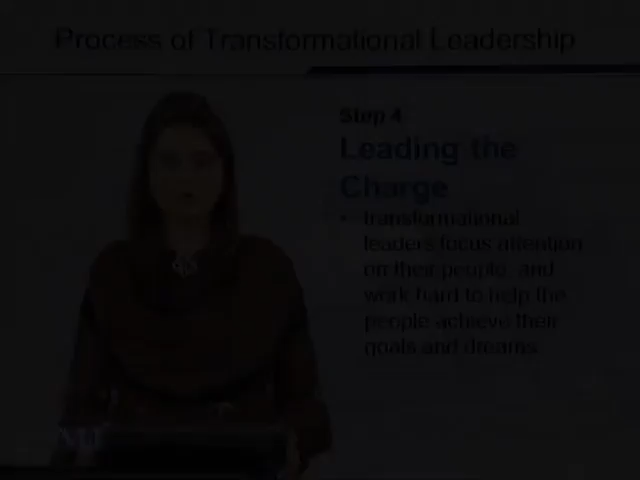 Process of Transformational Leadership
Step 4
Leading the
Charge
• transformational
leaders focus attention
on their people, and
work hard to help the
people achieve their
goals and dreams